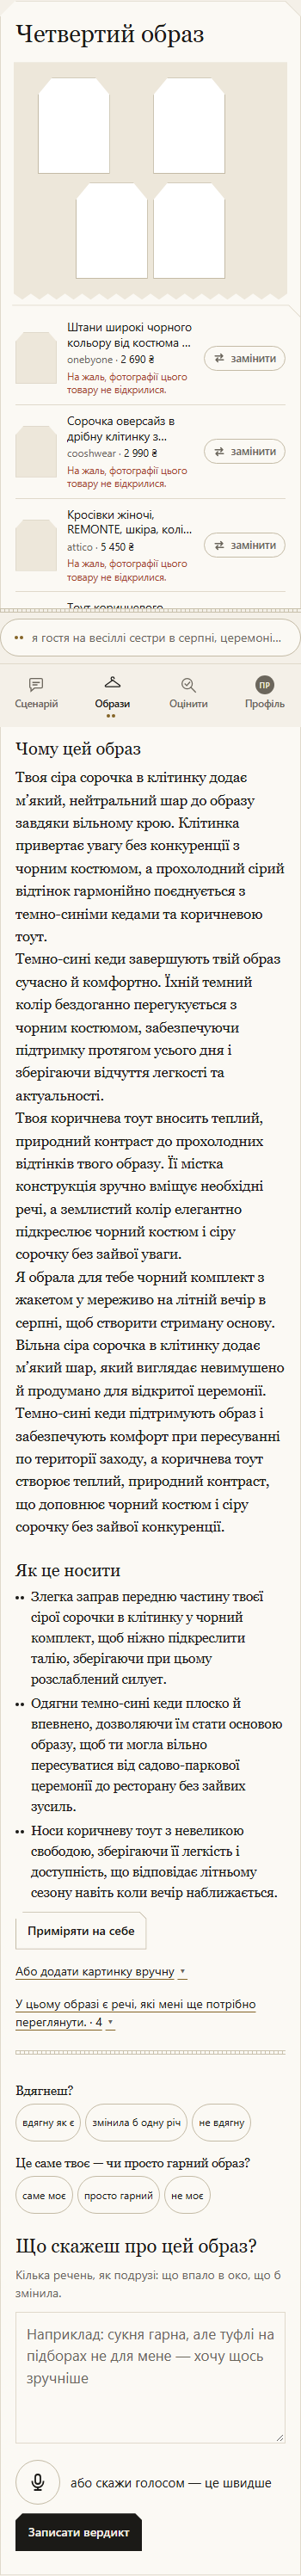 Четвертий образ
Штани широкі чорного
кольору від костюма ...
onebyone · 2 690 ₴
На жаль, фотографії цього
товару не відкрилися.
замінити
Сорочка оверсайз в
дрібну клітинку з...
cooshwear · 2 990 ₴
На жаль, фотографії цього
товару не відкрилися.
замінити
Кросівки жіночі,
REMONTE, шкіра, колі...
attico · 5 450 ₴
На жаль, фотографії цього
товару не відкрилися.
замінити
я гостя на весіллі сестри в серпні, церемоні...
Сценарій
Образи
Оцінити
ПР
Профіль
Чому цей образ
Твоя сіра сорочка в клітинку додає
м’який, нейтральний шар до образу
завдяки вільному крою. Клітинка
привертає увагу без конкуренції з
чорним костюмом, а прохолодний сірий
відтінок гармонійно поєднується з
темно-синіми кедами та коричневою
тоут.
Темно-сині кеди завершують твій образ
сучасно й комфортно. Їхній темний
колір бездоганно перегукується з
чорним костюмом, забезпечуючи
підтримку протягом усього дня і
зберігаючи відчуття легкості та
актуальності.
Твоя коричнева тоут вносить теплий,
природний контраст до прохолодних
відтінків твого образу. Її містка
конструкція зручно вміщує необхідні
речі, а землистий колір елегантно
підкреслює чорний костюм і сіру
сорочку без зайвої уваги.
Я обрала для тебе чорний комплект з
жакетом у мереживо на літній вечір в
серпні, щоб створити стриману основу.
Вільна сіра сорочка в клітинку додає
м’який шар, який виглядає невимушено
й продумано для відкритої церемонії.
Темно-сині кеди підтримують образ і
забезпечують комфорт при пересуванні
по території заходу, а коричнева тоут
створює теплий, природний контраст,
що доповнює чорний костюм і сіру
сорочку без зайвої конкуренції.
Як це носити
Злегка заправ передню частину твоєї
сірої сорочки в клітинку у чорний
комплект, щоб ніжно підкреслити
талію, зберігаючи при цьому
розслаблений силует.
Одягни темно-сині кеди плоско й
впевнено, дозволяючи їм стати основою
образу, щоб ти могла вільно
пересуватися від садово-паркової
церемонії до ресторану без зайвих
зусиль.
Носи коричневу тоут з невеликою
свободою, зберігаючи її легкість і
доступність, що відповідає літньому
сезону навіть коли вечір наближається.
Приміряти на себе
Або додати картинку вручну
У цьому образі є речі, які мені ще потрібно
переглянути. · 4
Вдягнеш?
вдягну як є
змінила б одну річ
не вдягну
Це саме твоє — чи просто гарний образ?
саме моє
просто гарний
не моє
Що скажеш про цей образ?
Кілька речень, як подрузі: що впало в око, що б
змінила.
Наприклад: сукня гарна, але туфлі на
підборах не для мене — хочу щось
зручніше
або скажи голосом — це швидше
Записати вердикт